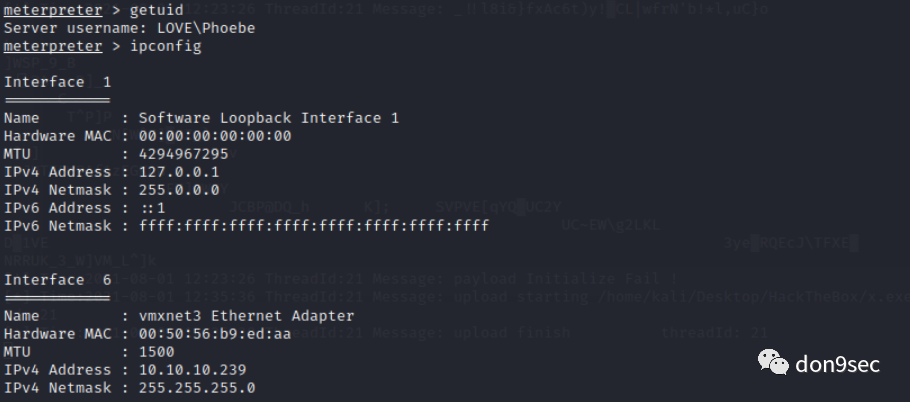 meterpreter > getuid
Server username: LOVE\Phoebe
meterpreter > ipconfig
Interface 1
============
Name : Software Loopback Interface 1
Hardware MAC : 00:00:00:00:00:00
MTU : 4294967295
IPv4 Address : 127.0.0.1
IPv4 Netmask : 255.0.0.0
IPv6 Address : ::1
IPv6 Netmask : ffff:ffff:ffff:ffff:ffff:ffff:ffff:ffff
Interface 6
============
Name : vmxnet3 Ethernet Adapter
Hardware MAC : 00:50:56:b9:ed:aa
MTU : 1500
IPv4 Address : 10.10.10.239
IPv4 Netmask : 255.255.255.0
don9sec